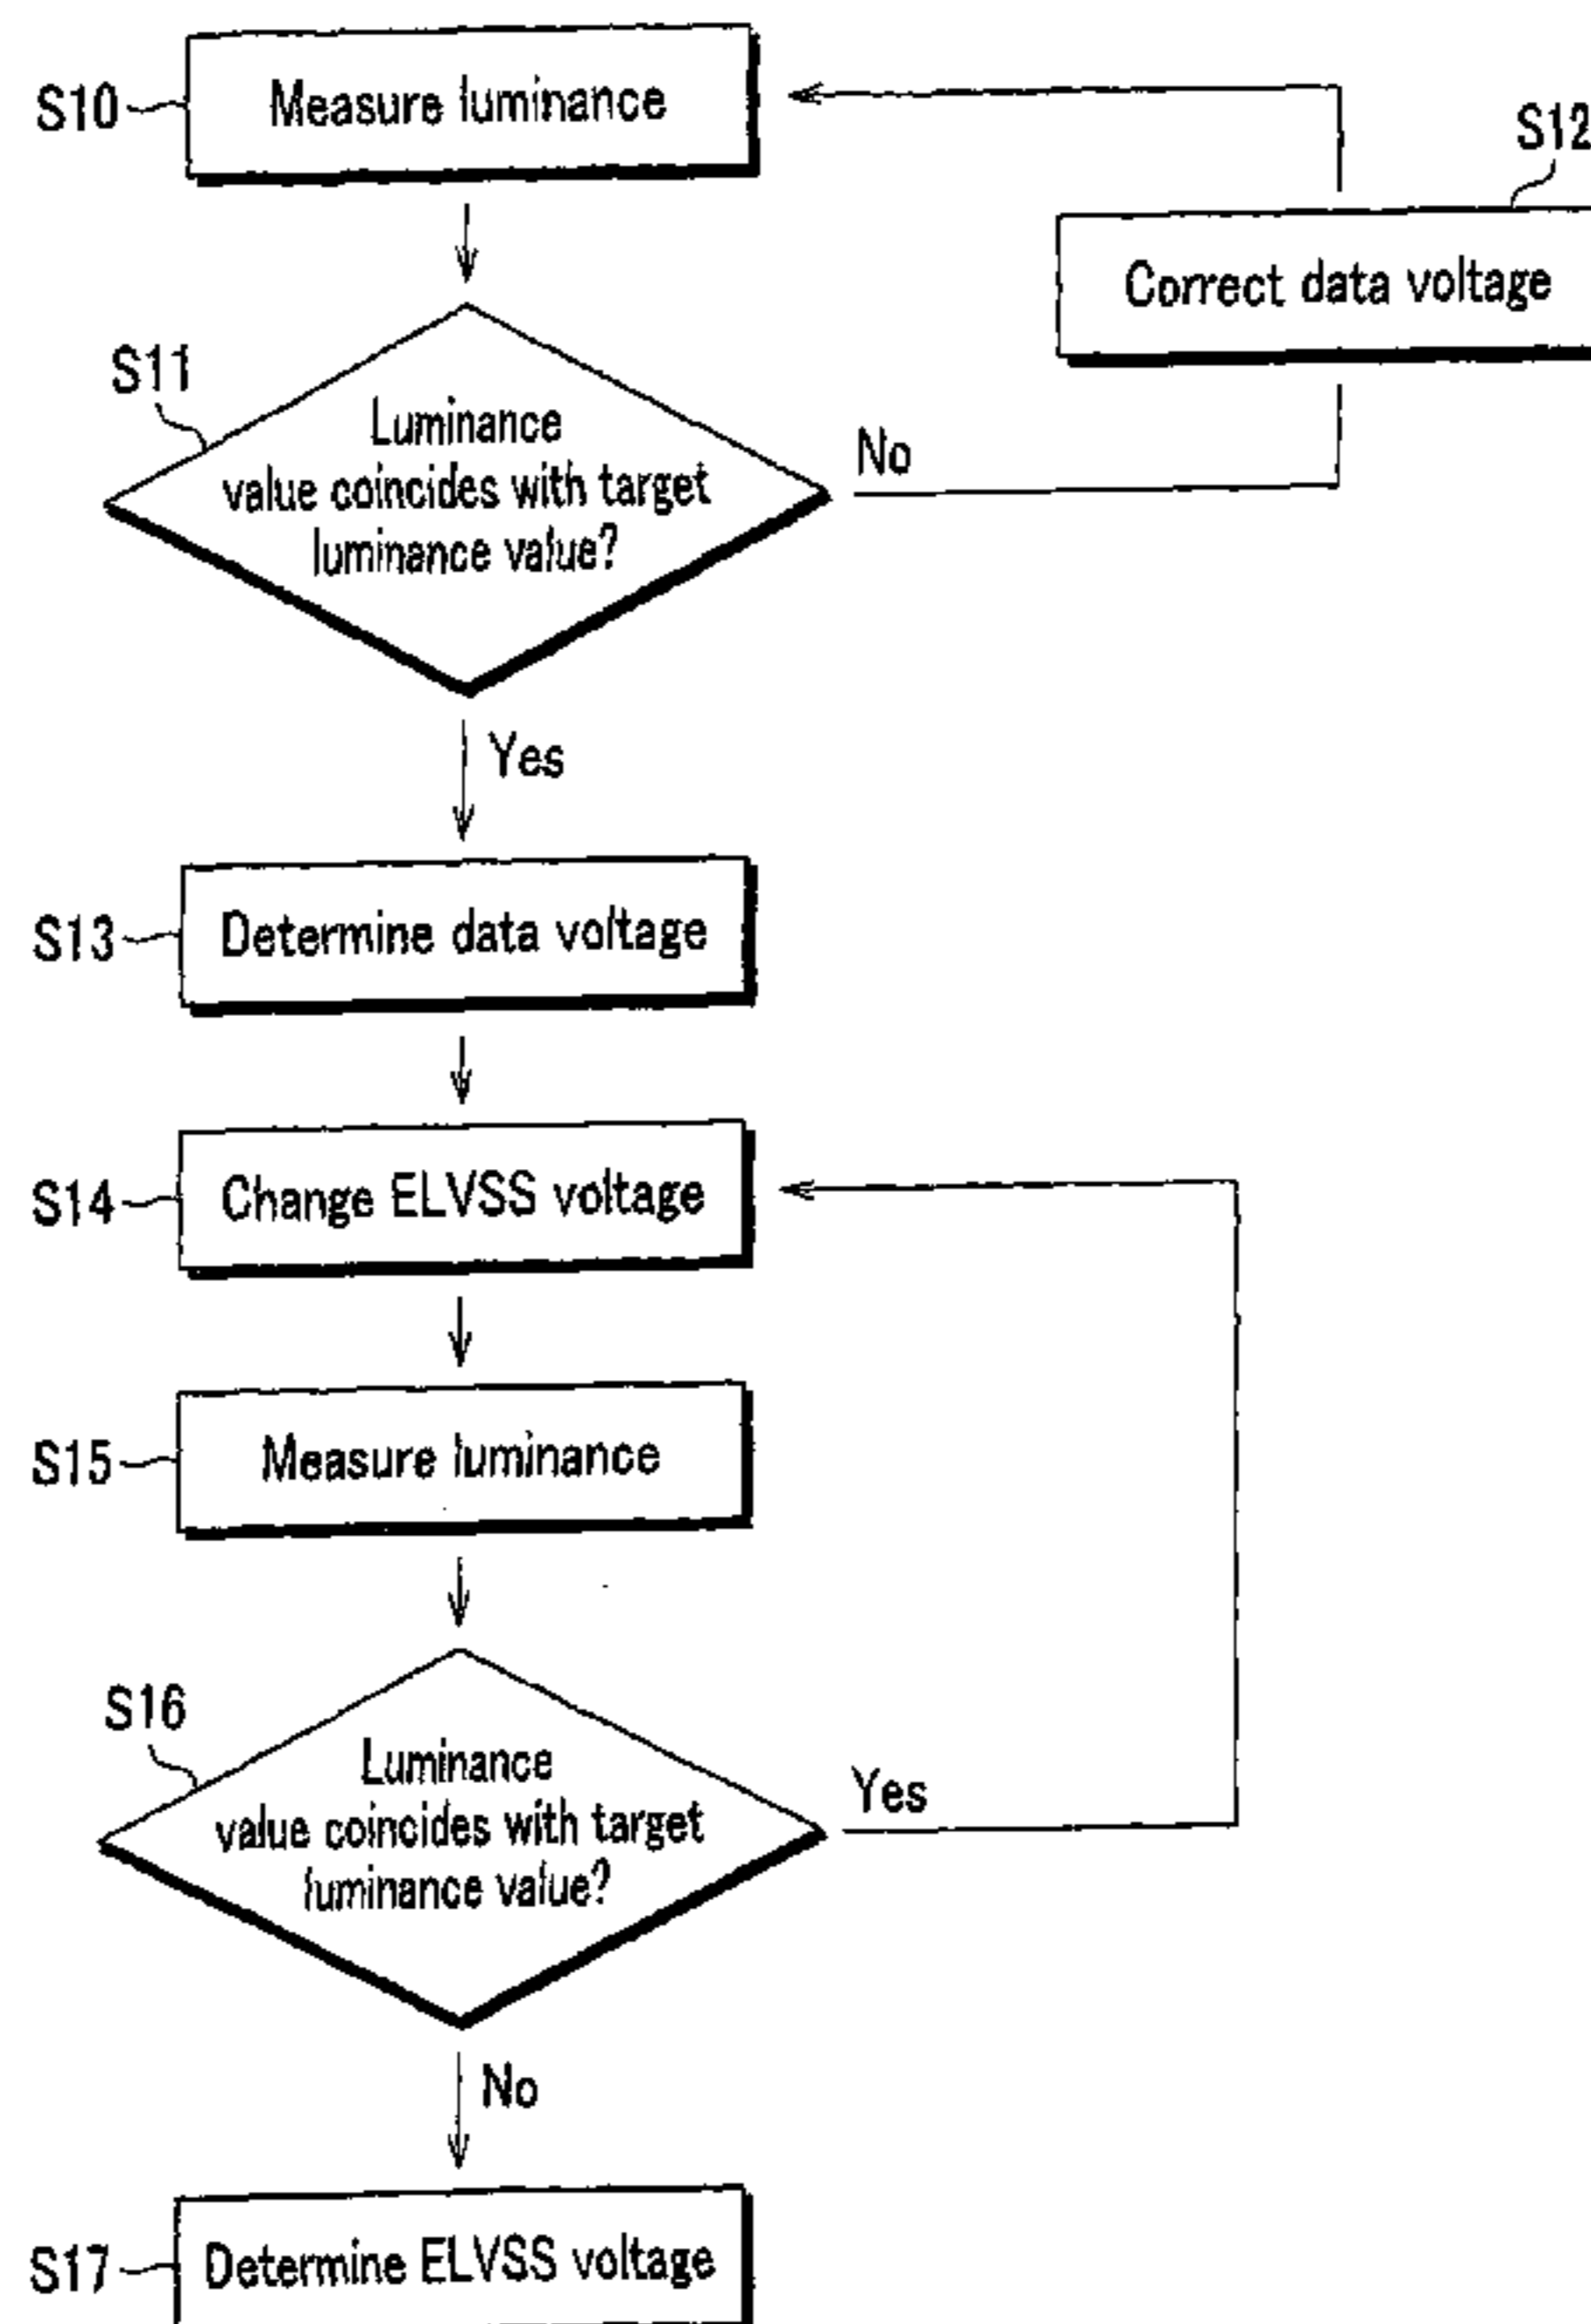 S10
Measure luminance
S12
Correct data voltage
S11
Luminance
value coincides with target
luminance value?
No
Yes
S13
Determine data voltage
S14
Change ELVSS voltage
S15
Measure luminance
S16
Luminance
value coincides with target
luminance value?
Yes
No
S17
Determine ELVSS voltage